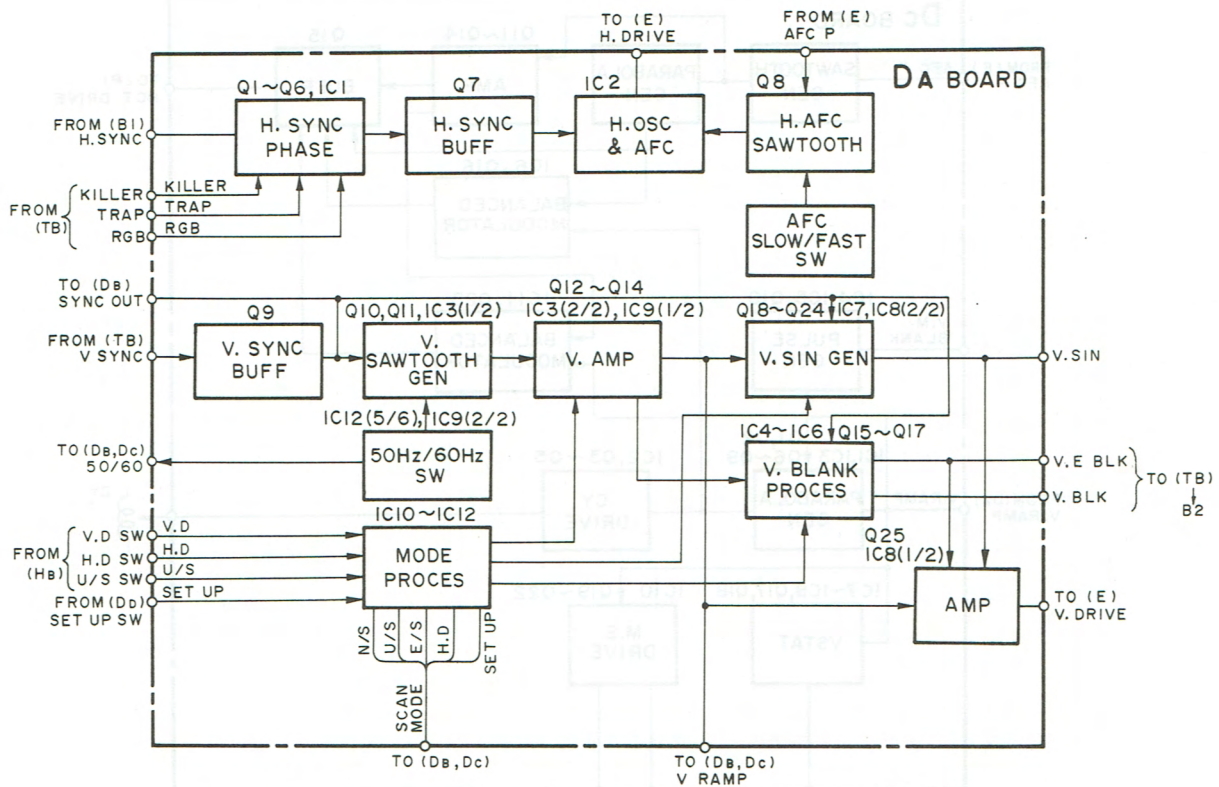 TO (E)
H. DRIVE
FROM (E)
AFC P
DA BOARD
Q1~Q6, IC1
Q7
IC2
Q8
FROM (B1)
H. SYNC
H. SYNC
PHASE
H. SYNC
BUFF
H. OSC
& AFC
H. AFC
SAWTOOTH
KILLER
KILLER
FROM
(TB)
TRAP
TRAP
RGB
RGB
AFC
SLOW/FAST
SW
TO (DB)
SYNC OUT
Q12~Q14
Q9
Q10, Q11, IC3(1/2)
IC3(2/2), IC9(1/2)
Q18~Q24
IC7, IC8(2/2)
FROM (TB)
V SYNC
V. SYNC
BUFF
V.
SAWTOOTH
GEN
V. AMP
V. SIN GEN
V. SIN
IC12(5/6), IC9(2/2)
IC4~IC6
Q15~Q17
TO (DB, DC)
50/60
50Hz/60Hz
SW
V. BLANK
PROCES
V.E BLK
V. BLK
TO (TB)
B2
IC10~IC12
Q25
IC8(1/2)
FROM
(HB)
V.D SW
V.D
H.D SW
H.D
U/S SW
U/S
FROM (DD)
SET UP SW
SET UP
MODE
PROCES
AMP
TO (E)
V. DRIVE
N/S
U/S
E/S
H.D
SET UP
SCAN
MODE
TO (DB, DC)
TO (DB, DC)
V RAMP